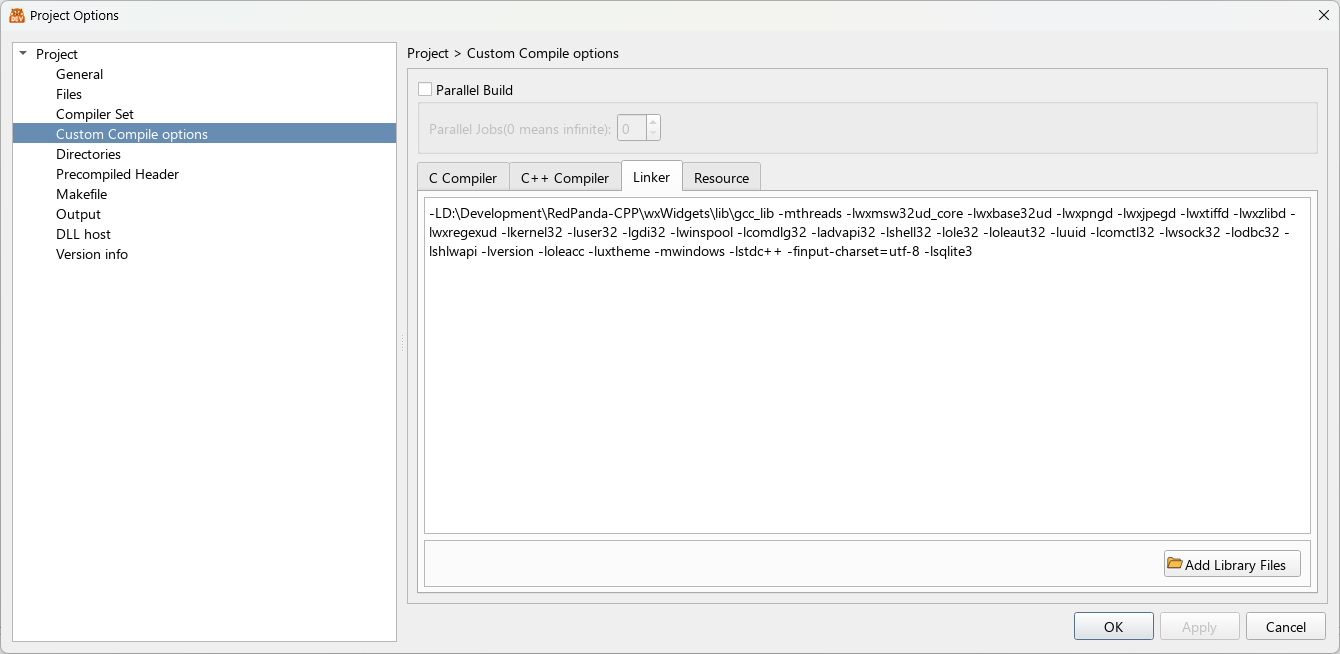 Project Options
Project
General
Files
Compiler Set
Custom Compile options
Directories
Precompiled Header
Makefile
Output
DLL host
Version info
Project > Custom Compile options
Parallel Build
Parallel Jobs(0 means infinite): 0
C Compiler C++ Compiler Linker Resource
-LD:\Development\RedPanda-CPP\wxWidgets\lib\gcc_lib -mthreads -lwxmsw32ud_core -lwxbase32ud -lwxpngd -lwxjpegd -lwxtiffd -lwxzlibd -
lwxregexud -lkernel32 -luser32 -lgdi32 -lwinspool -lcomdlg32 -ladvapi32 -lshell32 -lole32 -loleaut32 -luuid -lcomctl32 -lwsock32 -lodbc32 -
lshlwapi -lversion -loleacc -luxtheme -mwindows -lstdc++ -finput-charset=utf-8 -lsqlite3
Add Library Files
OK Apply Cancel